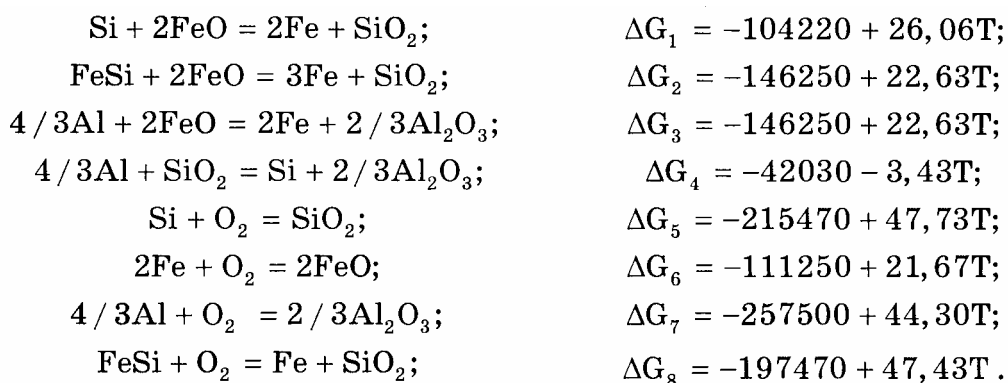 Si + 2FeO = 2Fe + SiO₂; ΔG₁ = −104220 + 26,06T;
FeSi + 2FeO = 3Fe + SiO₂; ΔG₂ = −146250 + 22,63T;
4 / 3Al + 2FeO = 2Fe + 2 / 3Al₂O₃; ΔG₃ = −146250 + 22,63T;
4 / 3Al + SiO₂ = Si + 2 / 3Al₂O₃; ΔG₄ = −42030 − 3,43T;
Si + O₂ = SiO₂; ΔG₅ = −215470 + 47,73T;
2Fe + O₂ = 2FeO; ΔG₆ = −111250 + 21,67T;
4 / 3Al + O₂ = 2 / 3Al₂O₃; ΔG₇ = −257500 + 44,30T;
FeSi + O₂ = Fe + SiO₂; ΔG₈ = −197470 + 47,43T .